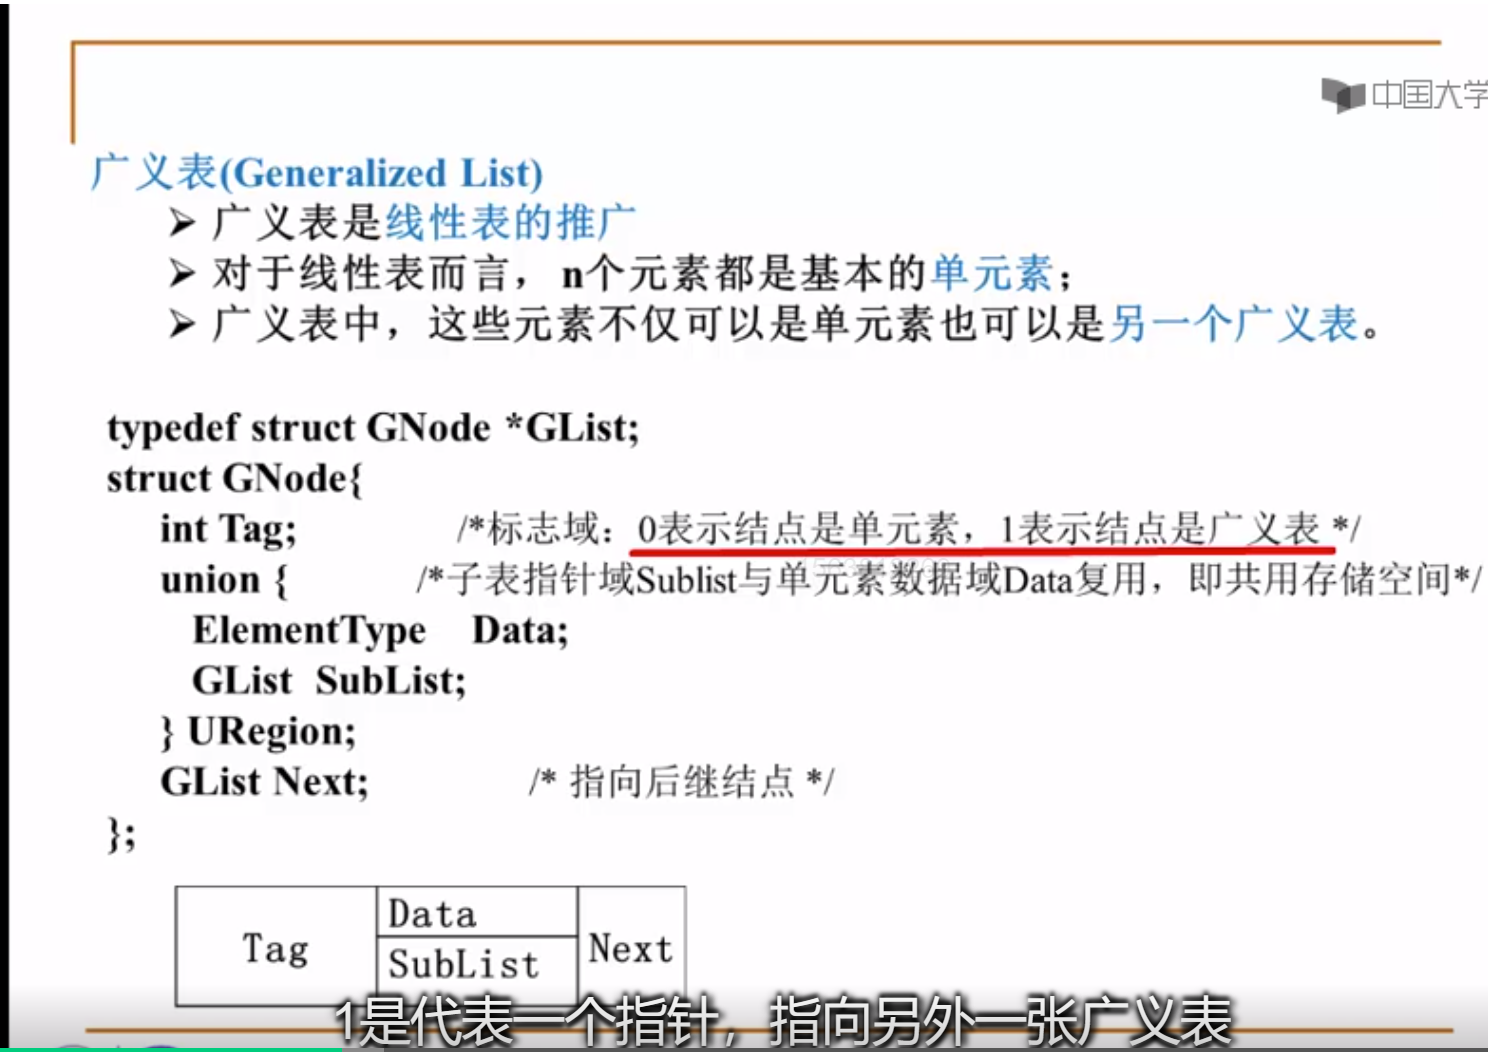 中国大学
广义表(Generalized List)
➢ 广义表是线性表的推广
➢ 对于线性表而言，n个元素都是基本的单元素；
➢ 广义表中，这些元素不仅可以是单元素也可以是另一个广义表。
typedef struct GNode *GList;
struct GNode{
int Tag; /*标志域：0表示结点是单元素，1表示结点是广义表 */
union { /*子表指针域Sublist与单元素数据域Data复用，即共用存储空间*/
ElementType Data;
GList SubList;
} URegion;
GList Next; /* 指向后继结点 */
};
Tag
Data
SubList
Next
1是代表一个指针，指向另外一张广义表